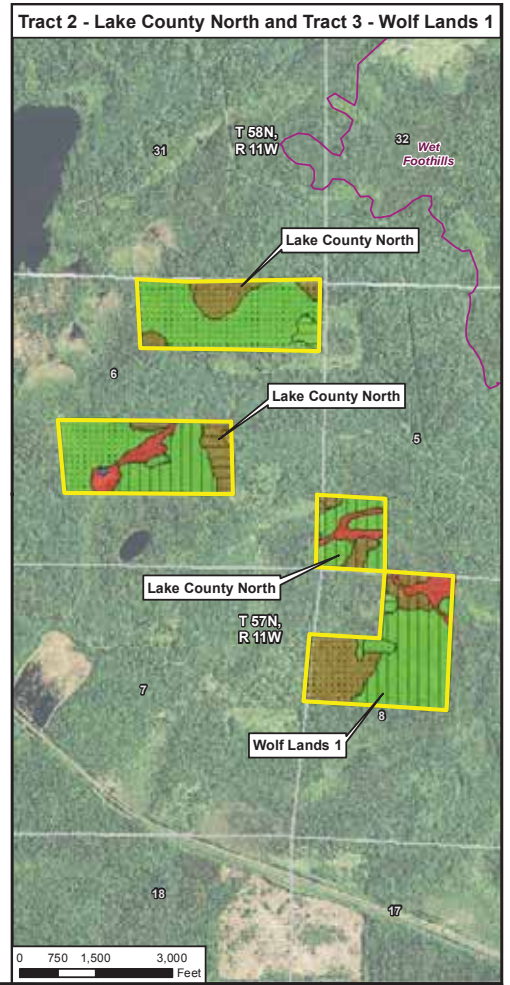 Tract 2 - Lake County North and Tract 3 - Wolf Lands 1
T 58N,
R 11W
31
32
Wet
Foothills
Lake County North
6
Lake County North
5
Lake County North
T 57N,
R 11W
7
8
Wolf Lands 1
18
17
0 750 1,500 3,000
Feet